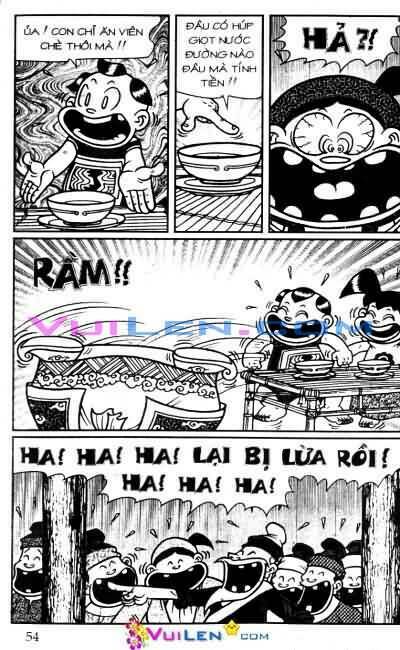 ỦA! CON CHỈ ĂN VIÊN
CHÈ THÔI MÀ!!
ĐÂU CÓ HÚP
GIỌT NƯỚC
ĐƯỜNG NÀO
ĐÂU MÀ TÍNH
TIỀN!!
HẢ?!
RẦM!!
VUILEN.COM
HA! HA! HA! LẠI BỊ LỪA RỒI!
HA! HA! HA!
54
VUILEN.COM